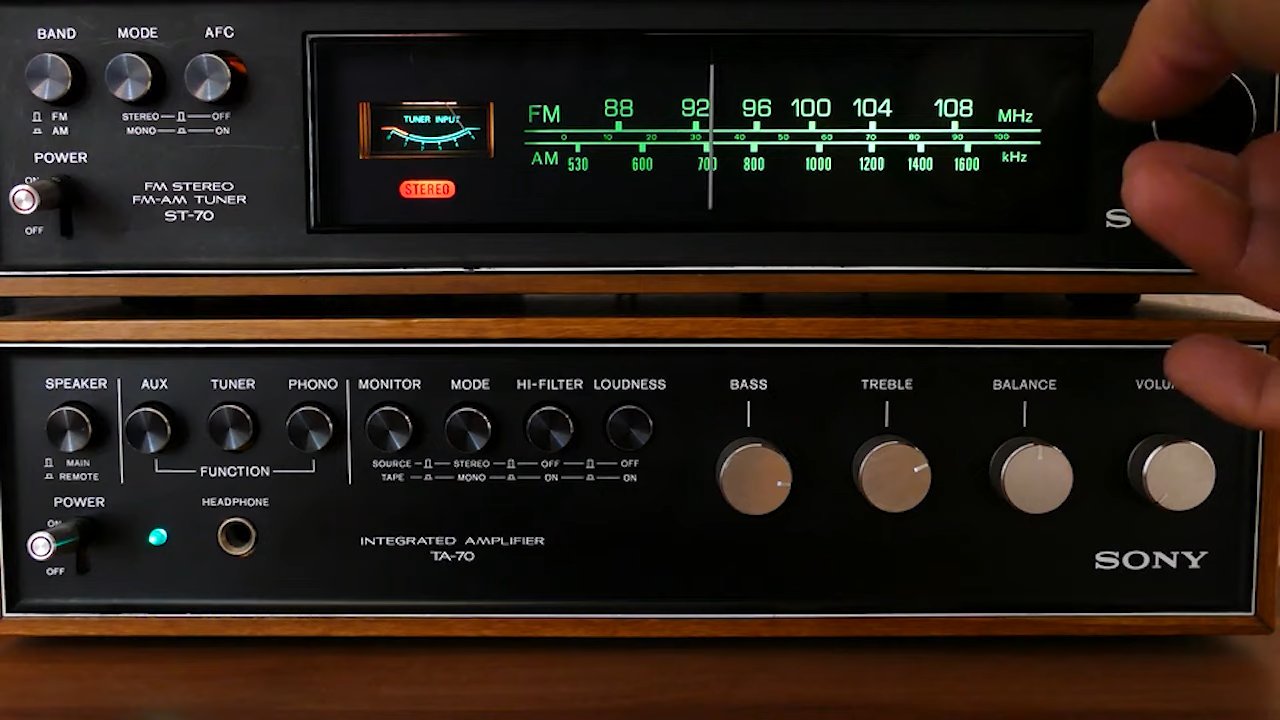 BAND MODE AFC
FM STEREO OFF
AM MONO ON
POWER
ON
OFF
FM STEREO
FM-AM TUNER
ST-70
TUNER INPUT
STEREO
FM 88 92 96 100 104 108 MHz
0 10 20 30 40 50 60 70 80 90 100
AM 530 600 700 800 1000 1200 1400 1600 kHz
S
SPEAKER AUX TUNER PHONO MONITOR MODE HI-FILTER LOUDNESS BASS TREBLE BALANCE VOLU
MAIN SOURCE STEREO OFF OFF
REMOTE TAPE MONO ON ON
FUNCTION
POWER
ON
OFF
HEADPHONE
INTEGRATED AMPLIFIER
TA-70
SONY